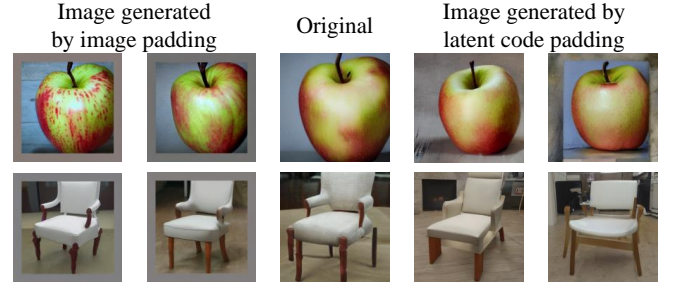 Image generated
by image padding
Original
Image generated by
latent code padding